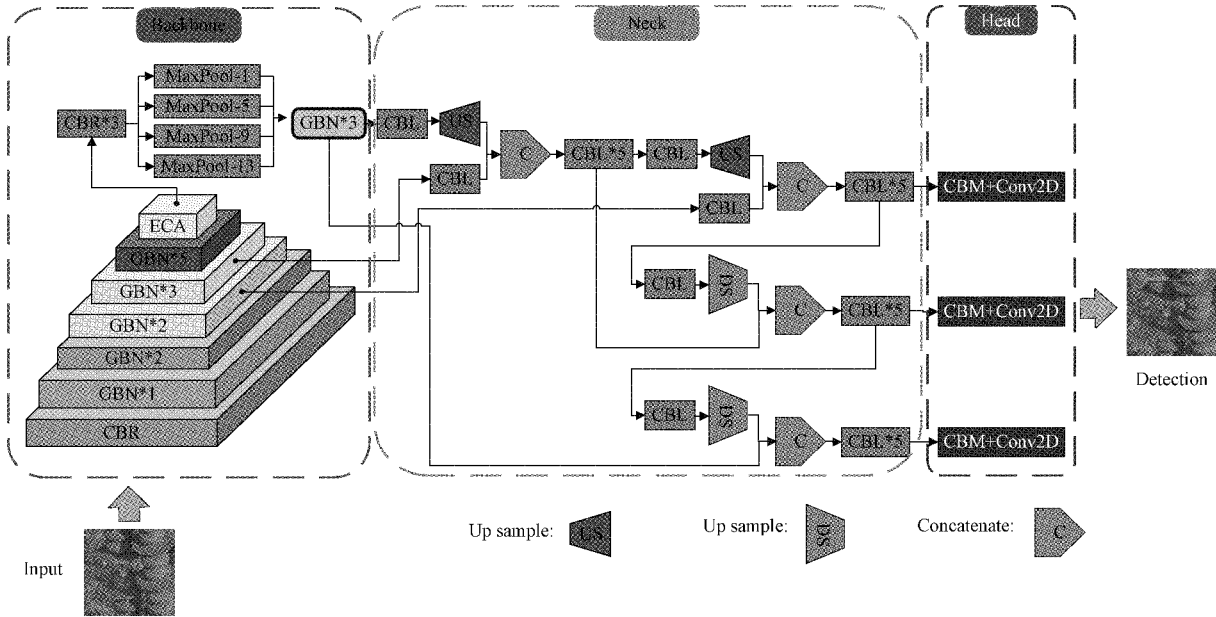 Backbone
Neck
Head
MaxPool-1
MaxPool-5
MaxPool-9
MaxPool-13
CBR*3
GBN*3
CBL
US
CBL
C
CBL*5
CBL
US
CBL
C
CBL*5
CBM+Conv2D
ECA
GBN*5
GBN*3
GBN*2
GBN*2
GBN*1
CBR
CBL
DS
C
CBL*5
CBM+Conv2D
CBL
DS
C
CBL*5
CBM+Conv2D
Detection
Input
Up sample:
US
Up sample:
DS
Concatenate:
C